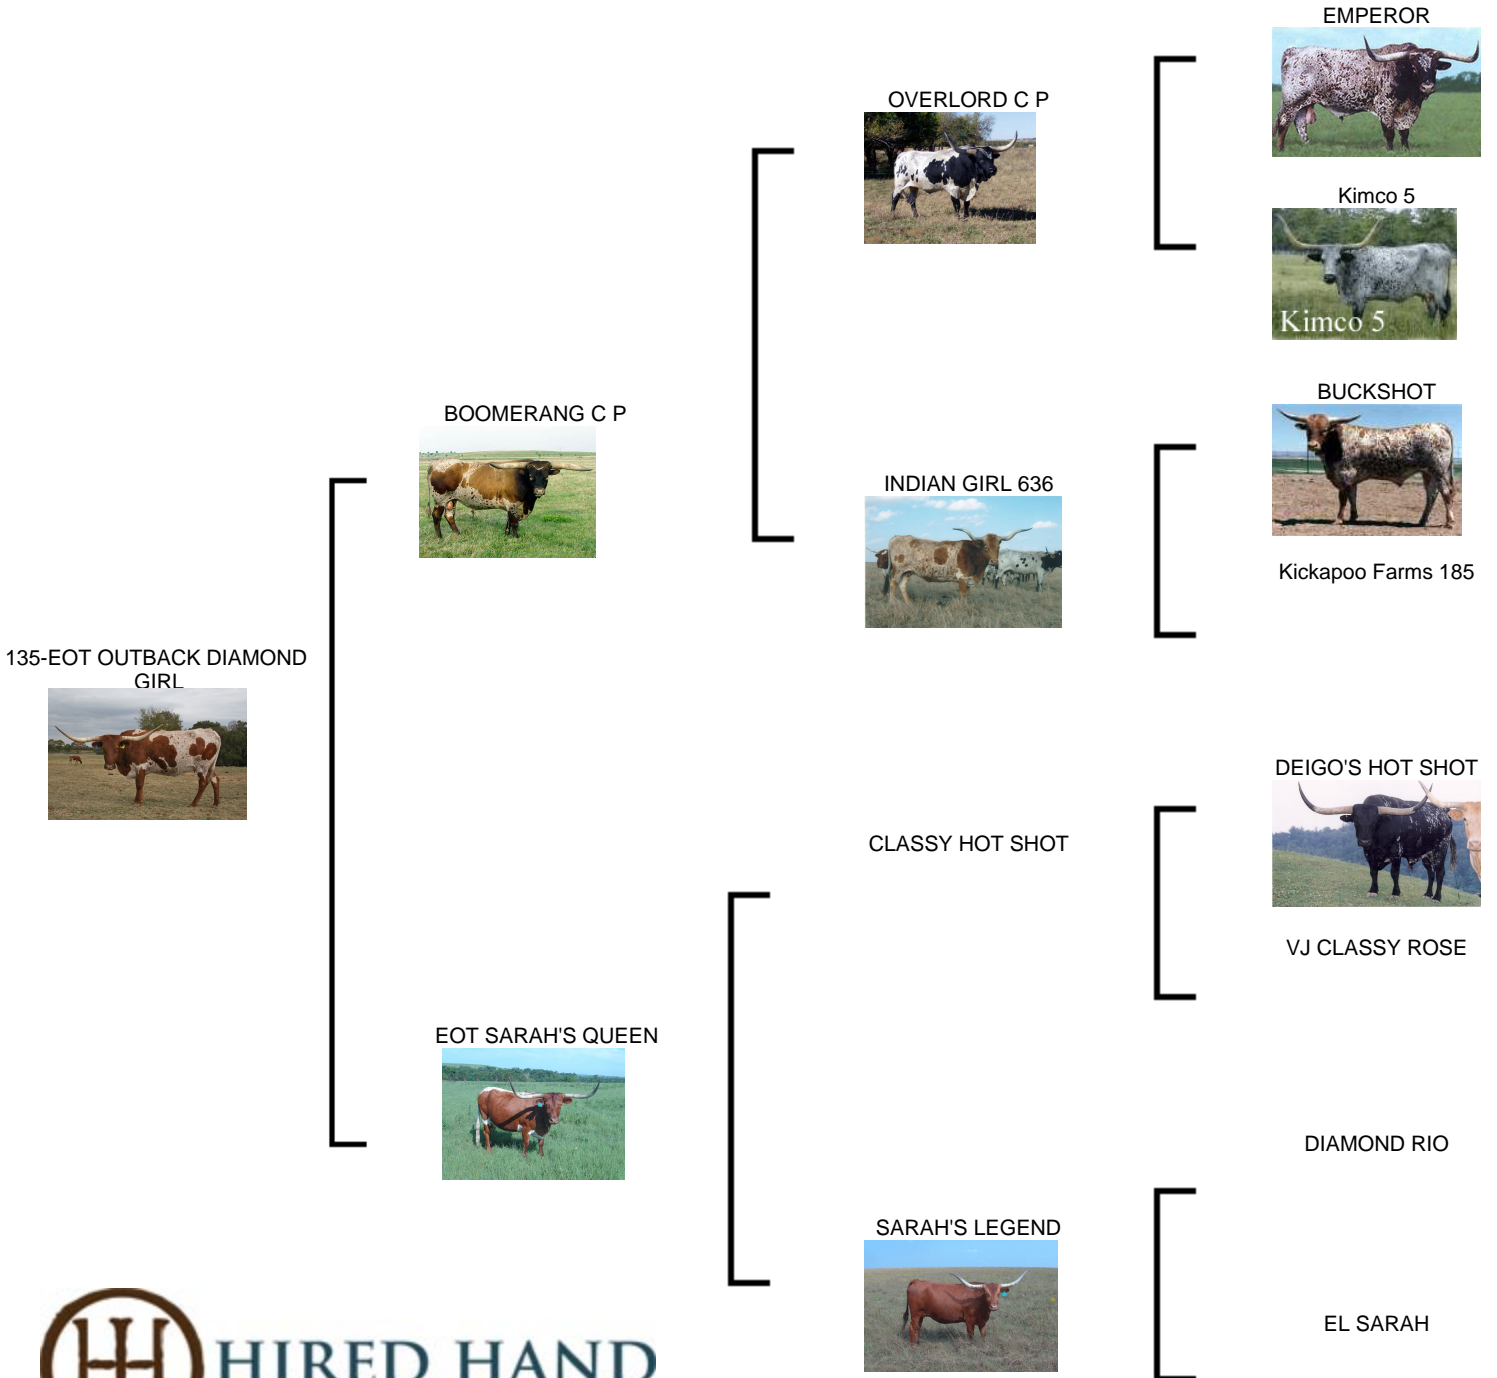 EMPEROR
OVERLORD C P
Kimco 5
Kimco 5
BUCKSHOT
BOOMERANG C P
INDIAN GIRL 636
Kickapoo Farms 185
135-EOT OUTBACK DIAMOND
GIRL
DEIGO'S HOT SHOT
CLASSY HOT SHOT
VJ CLASSY ROSE
EOT SARAH'S QUEEN
DIAMOND RIO
SARAH'S LEGEND
EL SARAH
HIRED HAND